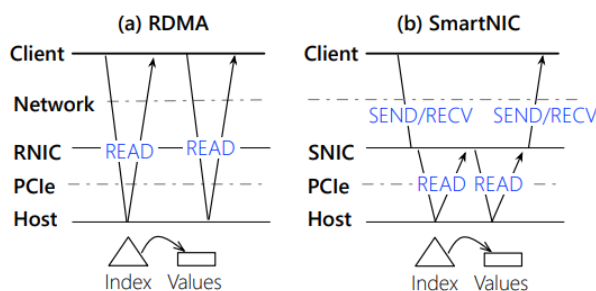 (a) RDMA
Client
Network
RNIC
READ
READ
PCIe
Host
Index
Values
(b) SmartNIC
Client
SEND/RECV
SEND/RECV
SNIC
PCIe
READ
READ
Host
Index
Values